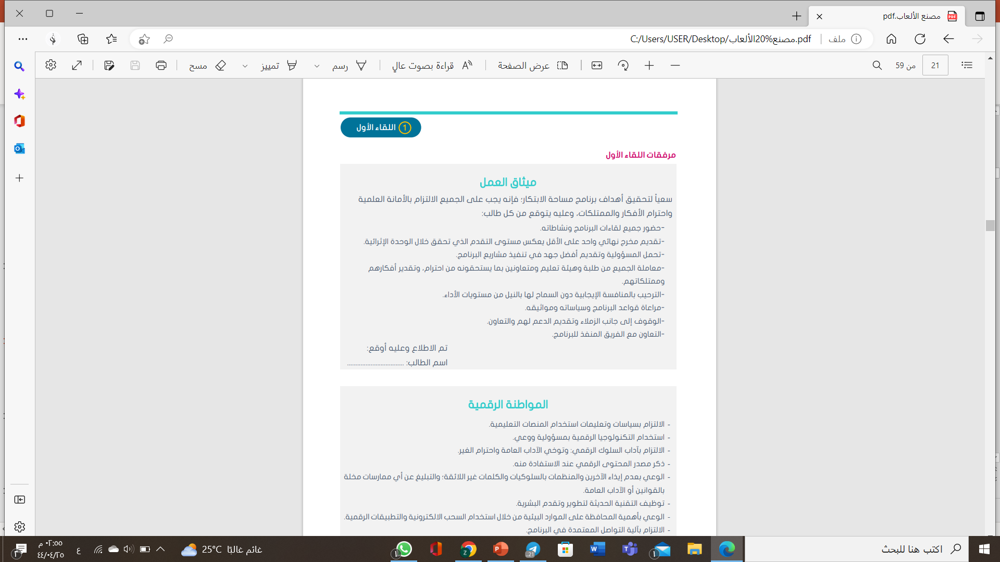 مصنع الألعاب.pdf
ملف
C:/Users/USER/Desktop/مصنع%20الألعاب.pdf
21
من 59
عرض الصفحة
قراءة بصوت عالٍ
رسم
تمييز
مسح
1 اللقاء الأول
مرفقات اللقاء الأول
ميثاق العمل
سعياً لتحقيق أهداف برنامج مساحة الابتكار؛ فإنه يجب على الجميع الالتزام بالأمانة العلمية
واحترام الأفكار والممتلكات، وعليه يتوقع من كل طالب:
-حضور جميع لقاءات البرنامج ونشاطاته.
-تقديم مخرج نهائي واحد على الأقل يعكس مستوى التقدم الذي تحقق خلال الوحدة الإثرائية.
-تحمل المسؤولية وتقديم أفضل جهد في تنفيذ مشاريع البرنامج.
-معاملة الجميع من طلبة وهيئة تعليم ومتعاونين بما يستحقونه من احترام، وتقدير أفكارهم
وممتلكاتهم.
-الترحيب بالمنافسة الإيجابية دون السماح لها بالنيل من مستويات الأداء.
-مراعاة قواعد البرنامج وسياساته ومواثيقه.
-الوقوف إلى جانب الزملاء وتقديم الدعم لهم والتعاون.
-التعاون مع الفريق المنفذ للبرنامج.
تم الاطلاع وعليه أوقع:
اسم الطالب: ..................................
المواطنة الرقمية
- الالتزام بسياسات وتعليمات استخدام المنصات التعليمية.
- استخدام التكنولوجيا الرقمية بمسؤولية ووعي.
- الالتزام بآداب السلوك الرقمي: وتوخي الآداب العامة واحترام الغير.
- ذكر مصدر المحتوى الرقمي عند الاستفادة منه.
- الوعي بعدم إيذاء الآخرين والمنظمات بالسلوكيات والكلمات غير اللائقة؛ والتبليغ عن أي ممارسات مخلة
بالقوانين أو الآداب العامة.
- توظيف التقنية الحديثة لتطوير وتقدم البشرية.
- الوعي بأهمية المحافظة على الموارد البيئية من خلال استخدام السحب الالكترونية والتطبيقات الرقمية.
- الالتزام بآلية التواصل المعتمدة في البرنامج.
اكتب هنا للبحث
25°C غائم غالبًا
ع
٠٢:٥٥ م
٤٤/٠٤/٢٥